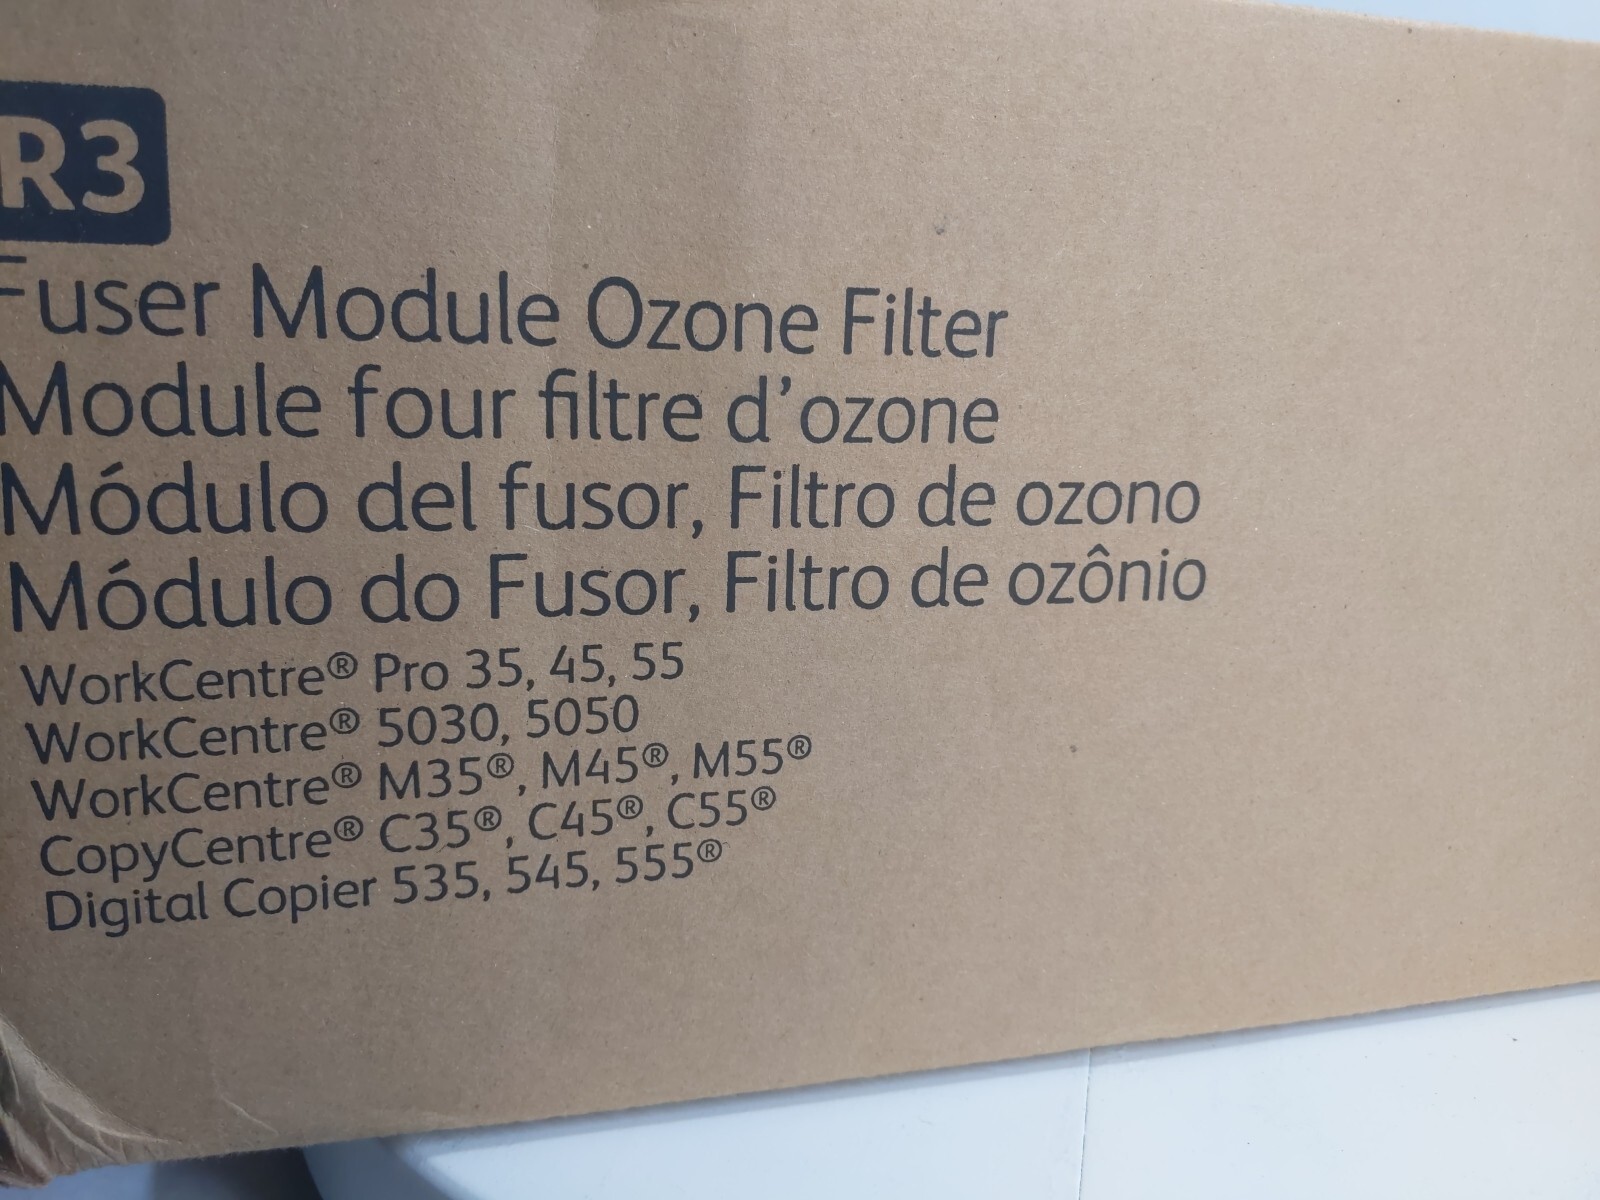 R3
Fuser Module Ozone Filter
Module four filtre d’ozone
Módulo del fusor, Filtro de ozono
Módulo do Fusor, Filtro de ozônio
WorkCentre® Pro 35, 45, 55
WorkCentre® 5030, 5050
WorkCentre® M35®, M45®, M55®
CopyCentre® C35®, C45®, C55®
Digital Copier 535, 545, 555®